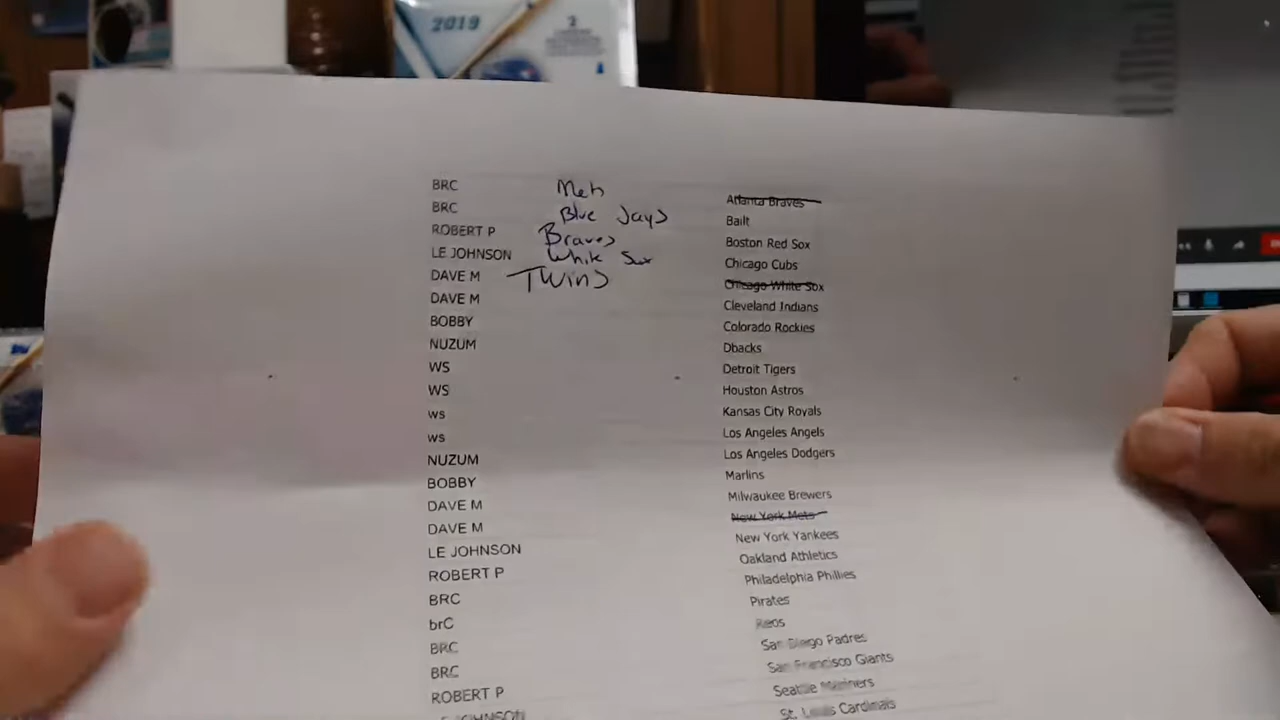 2019
2
BRC Mets
BRC Blue Jays
ROBERT P Braves
LE JOHNSON White Sox
DAVE M Twins
DAVE M
BOBBY
NUZUM
WS
WS
ws
ws
NUZUM
BOBBY
DAVE M
DAVE M
LE JOHNSON
ROBERT P
BRC
brC
BRC
BRC
ROBERT P
LE JOHNSON
Atlanta Braves
Balt
Boston Red Sox
Chicago Cubs
Chicago White Sox
Cleveland Indians
Colorado Rockies
Dbacks
Detroit Tigers
Houston Astros
Kansas City Royals
Los Angeles Angels
Los Angeles Dodgers
Marlins
Milwaukee Brewers
New York Mets
New York Yankees
Oakland Athletics
Philadelphia Phillies
Pirates
Reds
San Diego Padres
San Francisco Giants
Seattle Mariners
St. Louis Cardinals